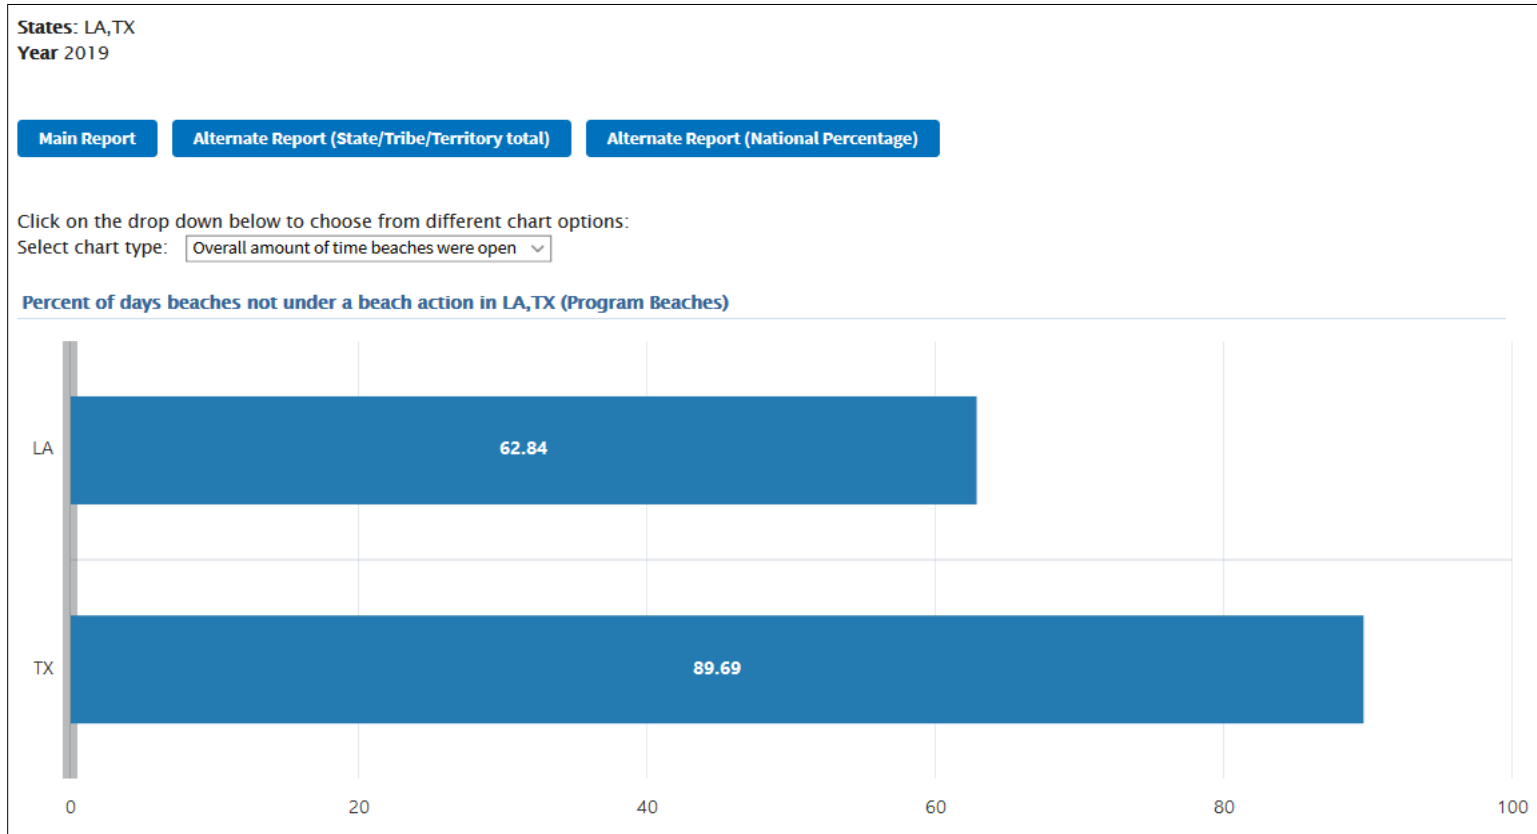 States: LA,TX
Year 2019
Main Report Alternate Report (State/Tribe/Territory total) Alternate Report (National Percentage)
Click on the drop down below to choose from different chart options:
Select chart type: Overall amount of time beaches were open
Percent of days beaches not under a beach action in LA,TX (Program Beaches)
LA 62.84
TX 89.69
0 20 40 60 80 100